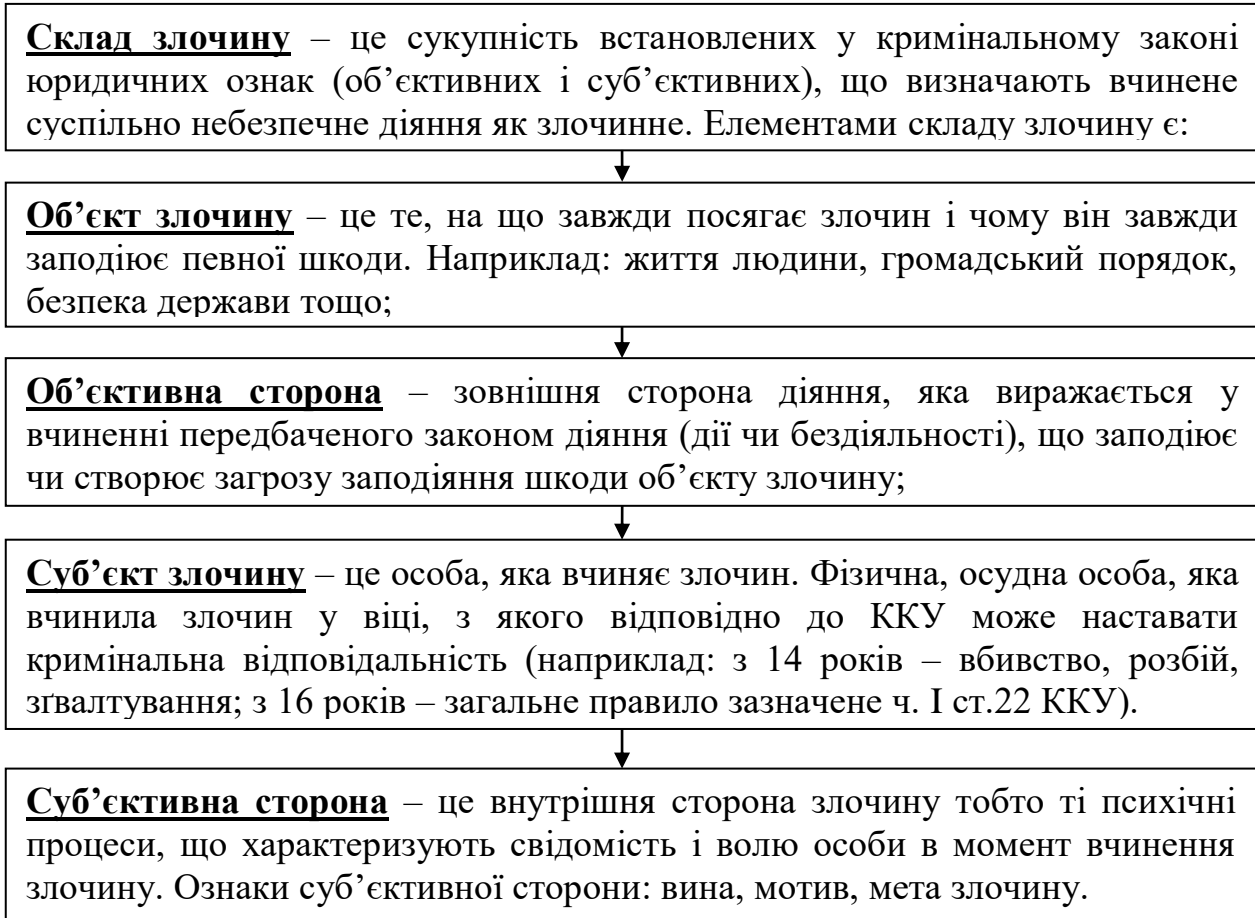 Склад злочину – це сукупність встановлених у кримінальному законі
юридичних ознак (об’єктивних і суб’єктивних), що визначають вчинене
суспільно небезпечне діяння як злочинне. Елементами складу злочину є:
Об’єкт злочину – це те, на що завжди посягає злочин і чому він завжди
заподіює певної шкоди. Наприклад: життя людини, громадський порядок,
безпека держави тощо;
Об’єктивна сторона – зовнішня сторона діяння, яка виражається у
вчиненні передбаченого законом діяння (дії чи бездіяльності), що заподіює
чи створює загрозу заподіяння шкоди об’єкту злочину;
Суб’єкт злочину – це особа, яка вчиняє злочин. Фізична, осудна особа, яка
вчинила злочин у віці, з якого відповідно до ККУ може наставати
кримінальна відповідальність (наприклад: з 14 років – вбивство, розбій,
зґвалтування; з 16 років – загальне правило зазначене ч. І ст.22 ККУ).
Суб’єктивна сторона – це внутрішня сторона злочину тобто ті психічні
процеси, що характеризують свідомість і волю особи в момент вчинення
злочину. Ознаки суб’єктивної сторони: вина, мотив, мета злочину.